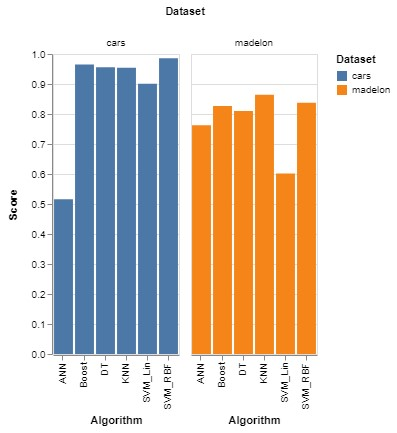 Dataset
cars
madelon
Dataset
cars
madelon
Score
1.0
0.9
0.8
0.7
0.6
0.5
0.4
0.3
0.2
0.1
0.0
ANN
Boost
DT
KNN
SVM_Lin
SVM_RBF
ANN
Boost
DT
KNN
SVM_Lin
SVM_RBF
Algorithm
Algorithm